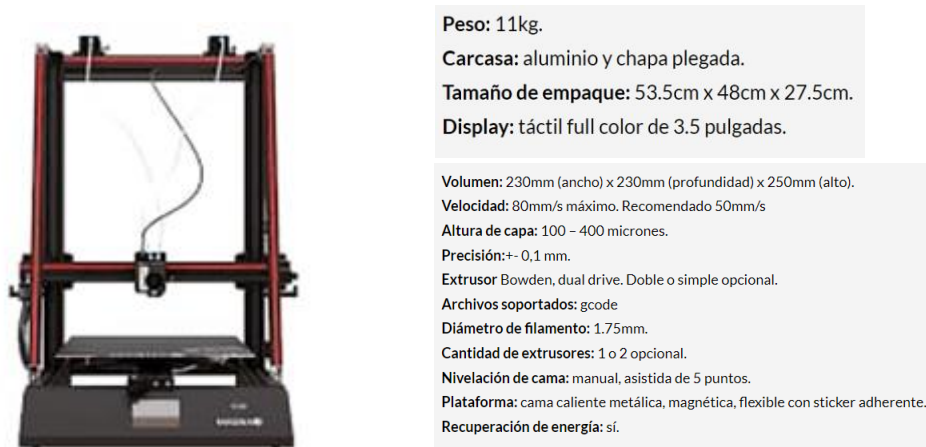 Peso: 11kg.
Carcasa: aluminio y chapa plegada.
Tamaño de empaque: 53.5cm x 48cm x 27.5cm.
Display: táctil full color de 3.5 pulgadas.
Volumen: 230mm (ancho) x 230mm (profundidad) x 250mm (alto).
Velocidad: 80mm/s máximo. Recomendado 50mm/s
Altura de capa: 100 – 400 micrones.
Precisión:+- 0,1 mm.
Extrusor Bowden, dual drive. Doble o simple opcional.
Archivos soportados: gcode
Diámetro de filamento: 1.75mm.
Cantidad de extrusores: 1 o 2 opcional.
Nivelación de cama: manual, asistida de 5 puntos.
Plataforma: cama caliente metálica, magnética, flexible con sticker adherente.
Recuperación de energía: sí.